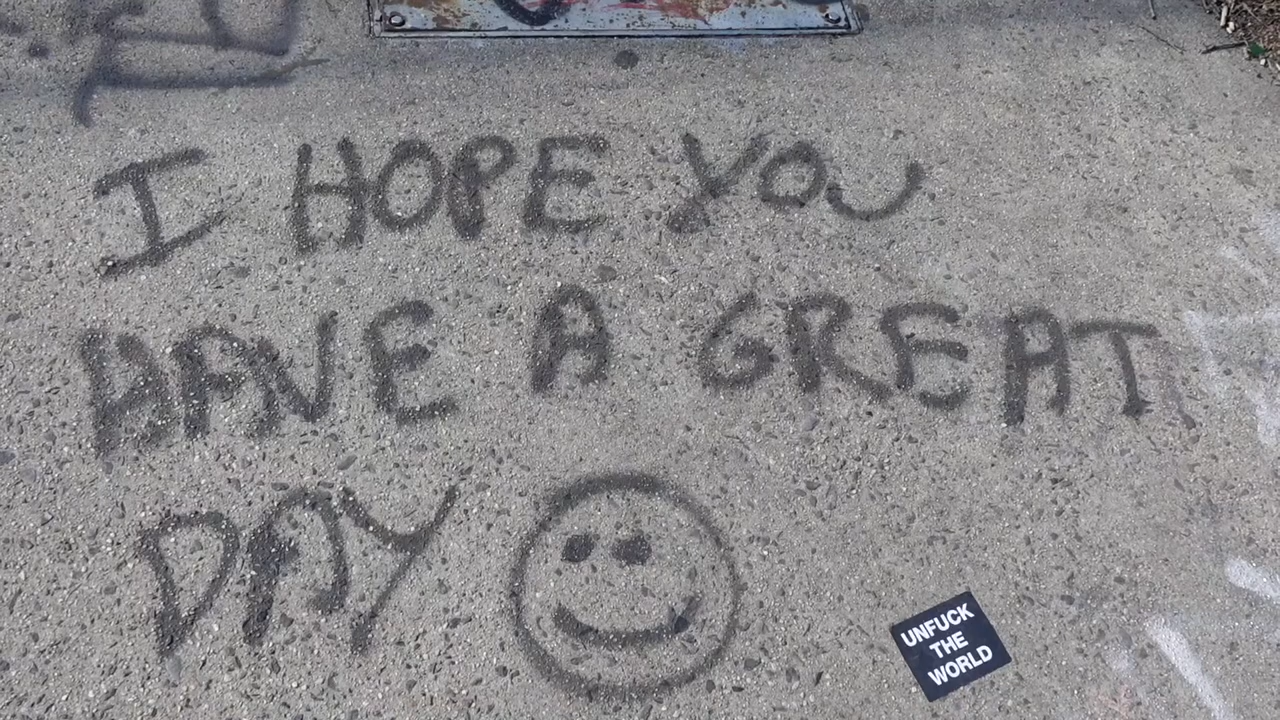 I HOPE YOU
HAVE A GREAT
DAY
UNFUCK
THE
WORLD